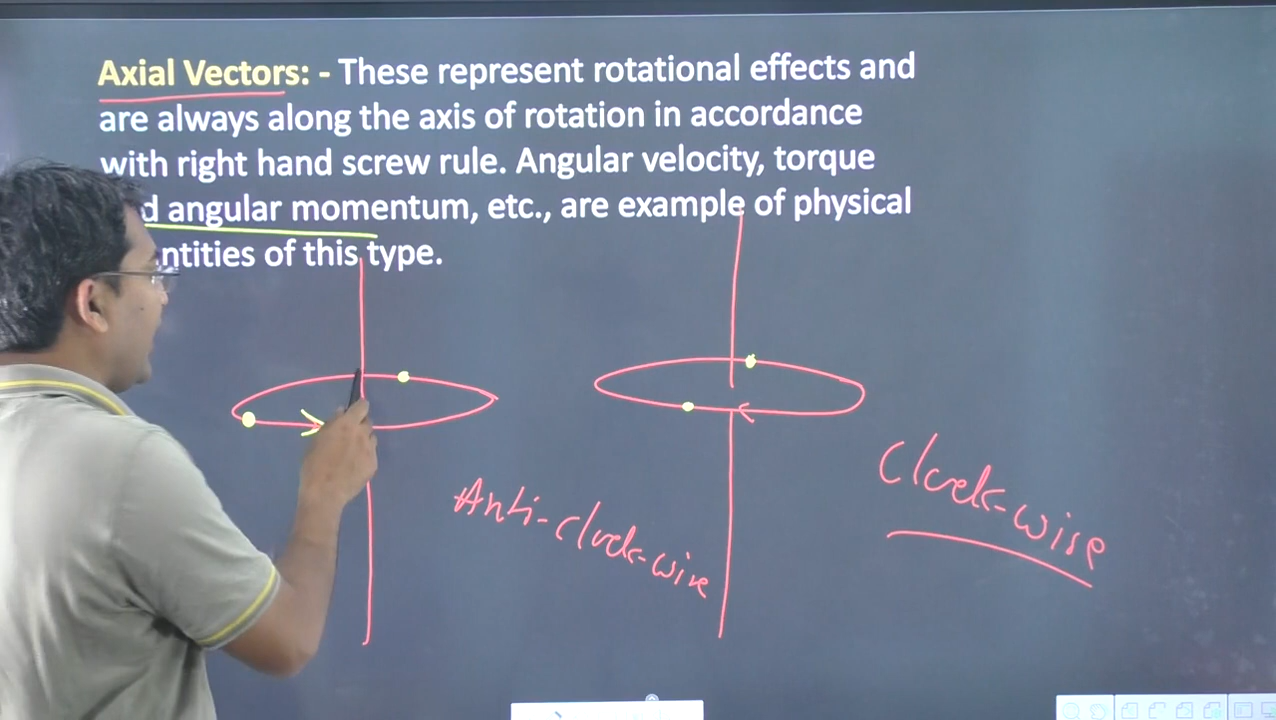 Axial Vectors: - These represent rotational effects and
are always along the axis of rotation in accordance
with right hand screw rule. Angular velocity, torque
d angular momentum, etc., are example of physical
ntities of this type.
Anti-clock-wise
Clock-wise